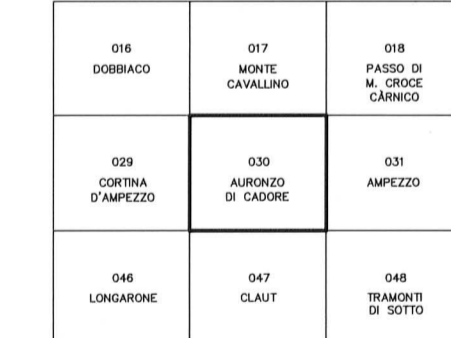 016
DOBBIACO
017
MONTE
CAVALLINO
018
PASSO DI
M. CROCE
CÀRNICO
029
CORTINA
D'AMPEZZO
030
AURONZO
DI CADORE
031
AMPEZZO
046
LONGARONE
047
CLAUT
048
TRAMONTI
DI SOTTO